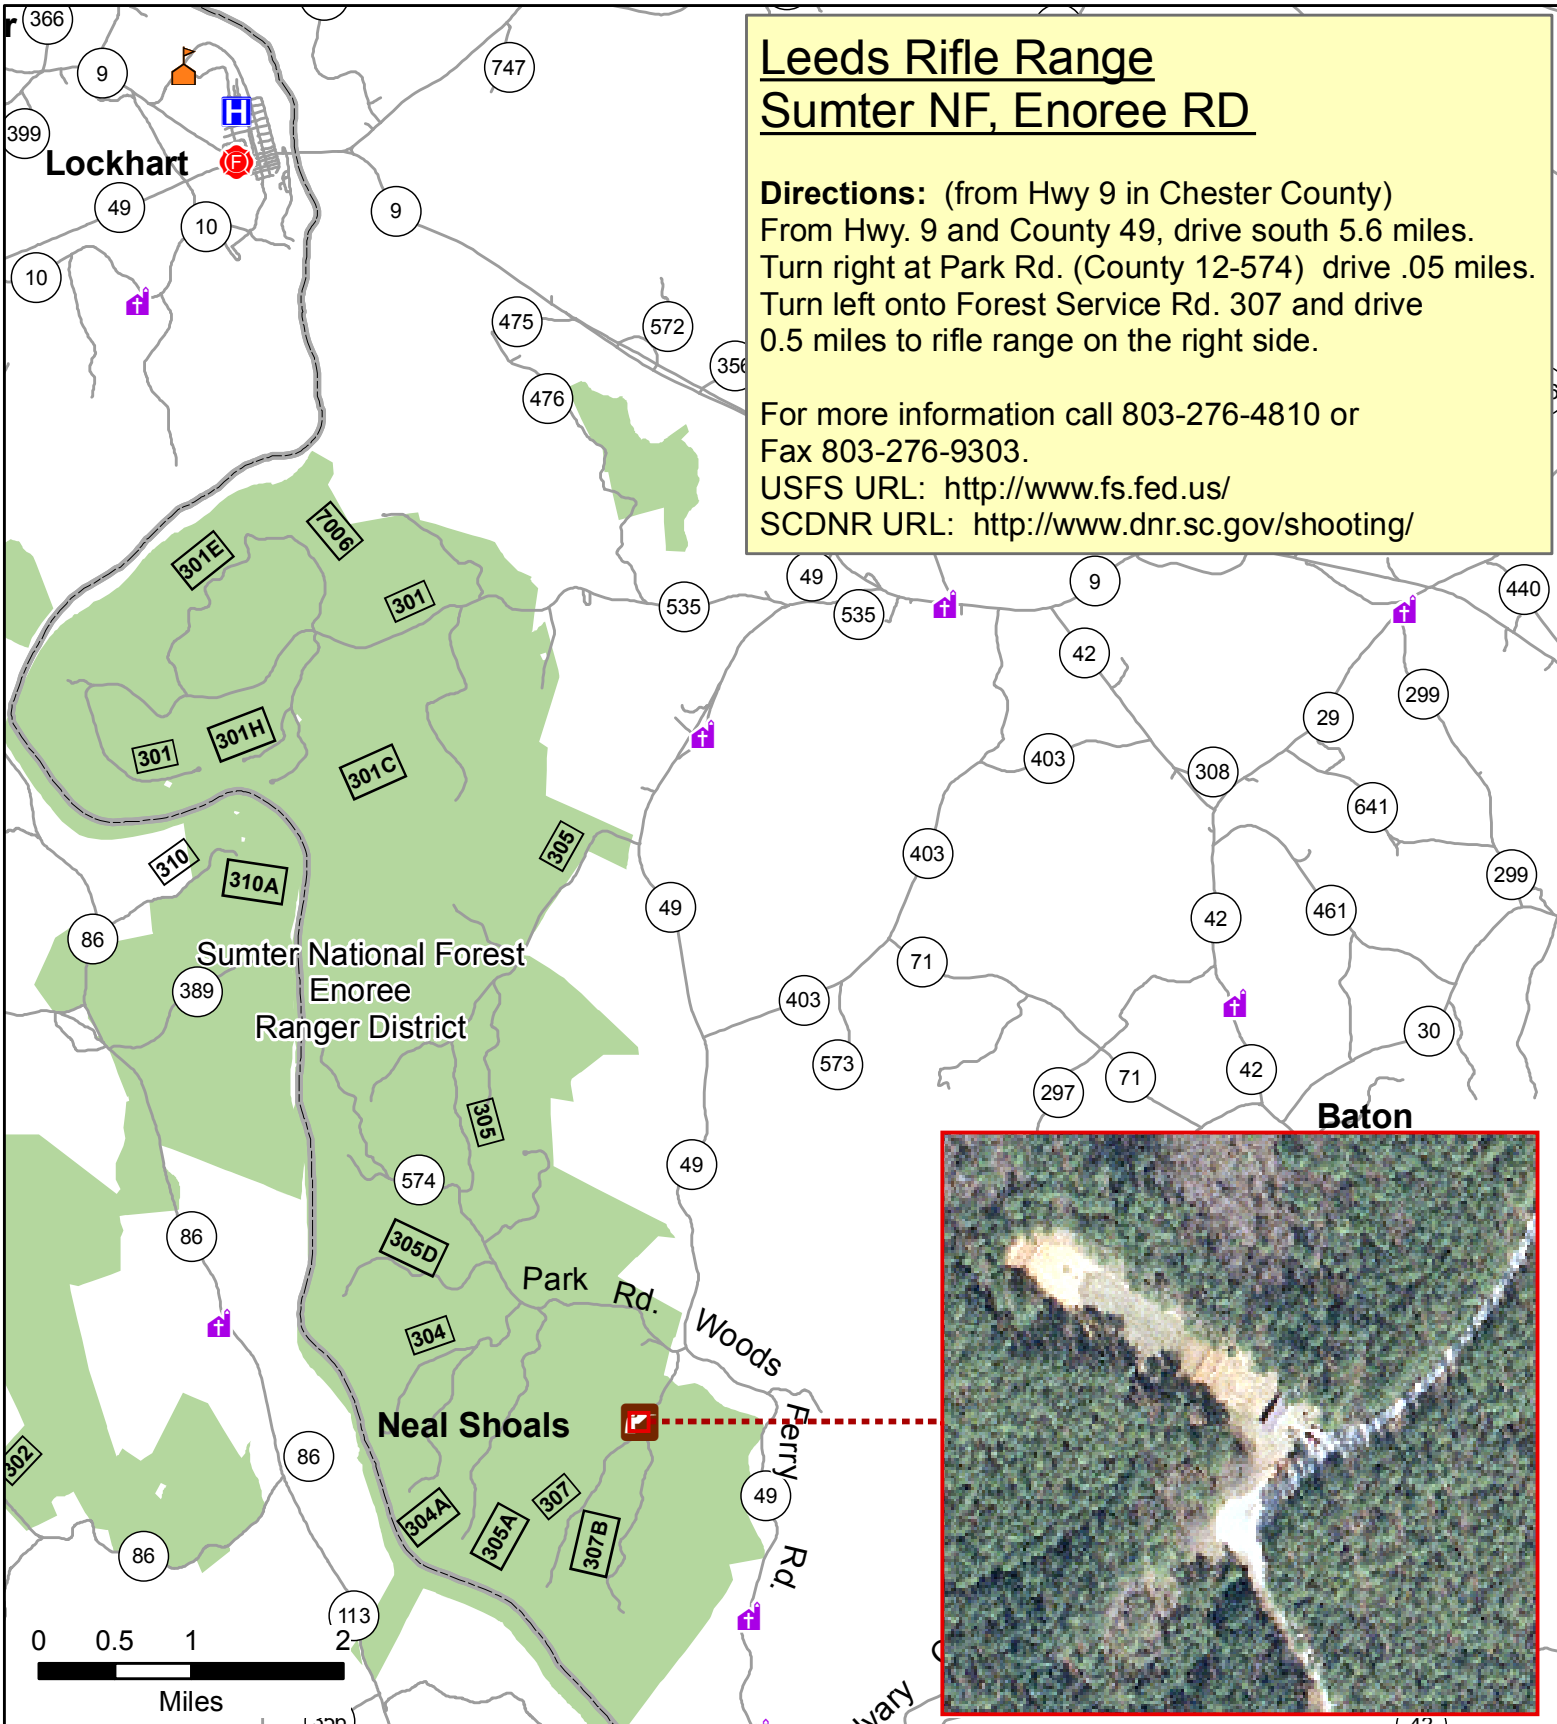 Leeds Rifle Range
Sumter NF, Enoree RD
Directions: (from Hwy 9 in Chester County)
From Hwy. 9 and County 49, drive south 5.6 miles.
Turn right at Park Rd. (County 12-574) drive .05 miles.
Turn left onto Forest Service Rd. 307 and drive
0.5 miles to rifle range on the right side.
For more information call 803-276-4810 or
Fax 803-276-9303.
USFS URL: http://www.fs.fed.us/
SCDNR URL: http://www.dnr.sc.gov/shooting/
r
366
9
747
H
399
Lockhart
F
49
10
9
10
475
572
356
476
7006
301E
301
535
49
535
9
440
42
299
29
301
301H
301C
403
308
641
305
310
310A
403
299
49
42
461
86
Sumter National Forest
Enoree
Ranger District
389
71
403
573
30
297
71
42
Baton
305
574
49
86
305D
Park Rd.
304
Woods
Ferry
Rd.
Neal Shoals
302
86
49
307
304A
305A
307B
86
113
0 0.5 1 2
Miles
42